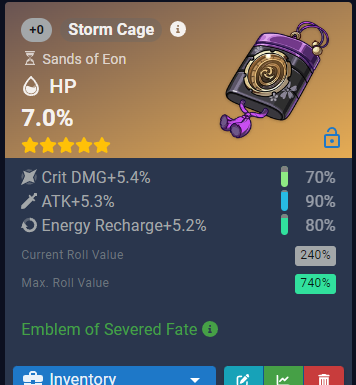 +0 Storm Cage
Sands of Eon
HP
7.0%
Crit DMG+5.4% 70%
ATK+5.3% 90%
Energy Recharge+5.2% 80%
Current Roll Value 240%
Max. Roll Value 740%
Emblem of Severed Fate
Inventory